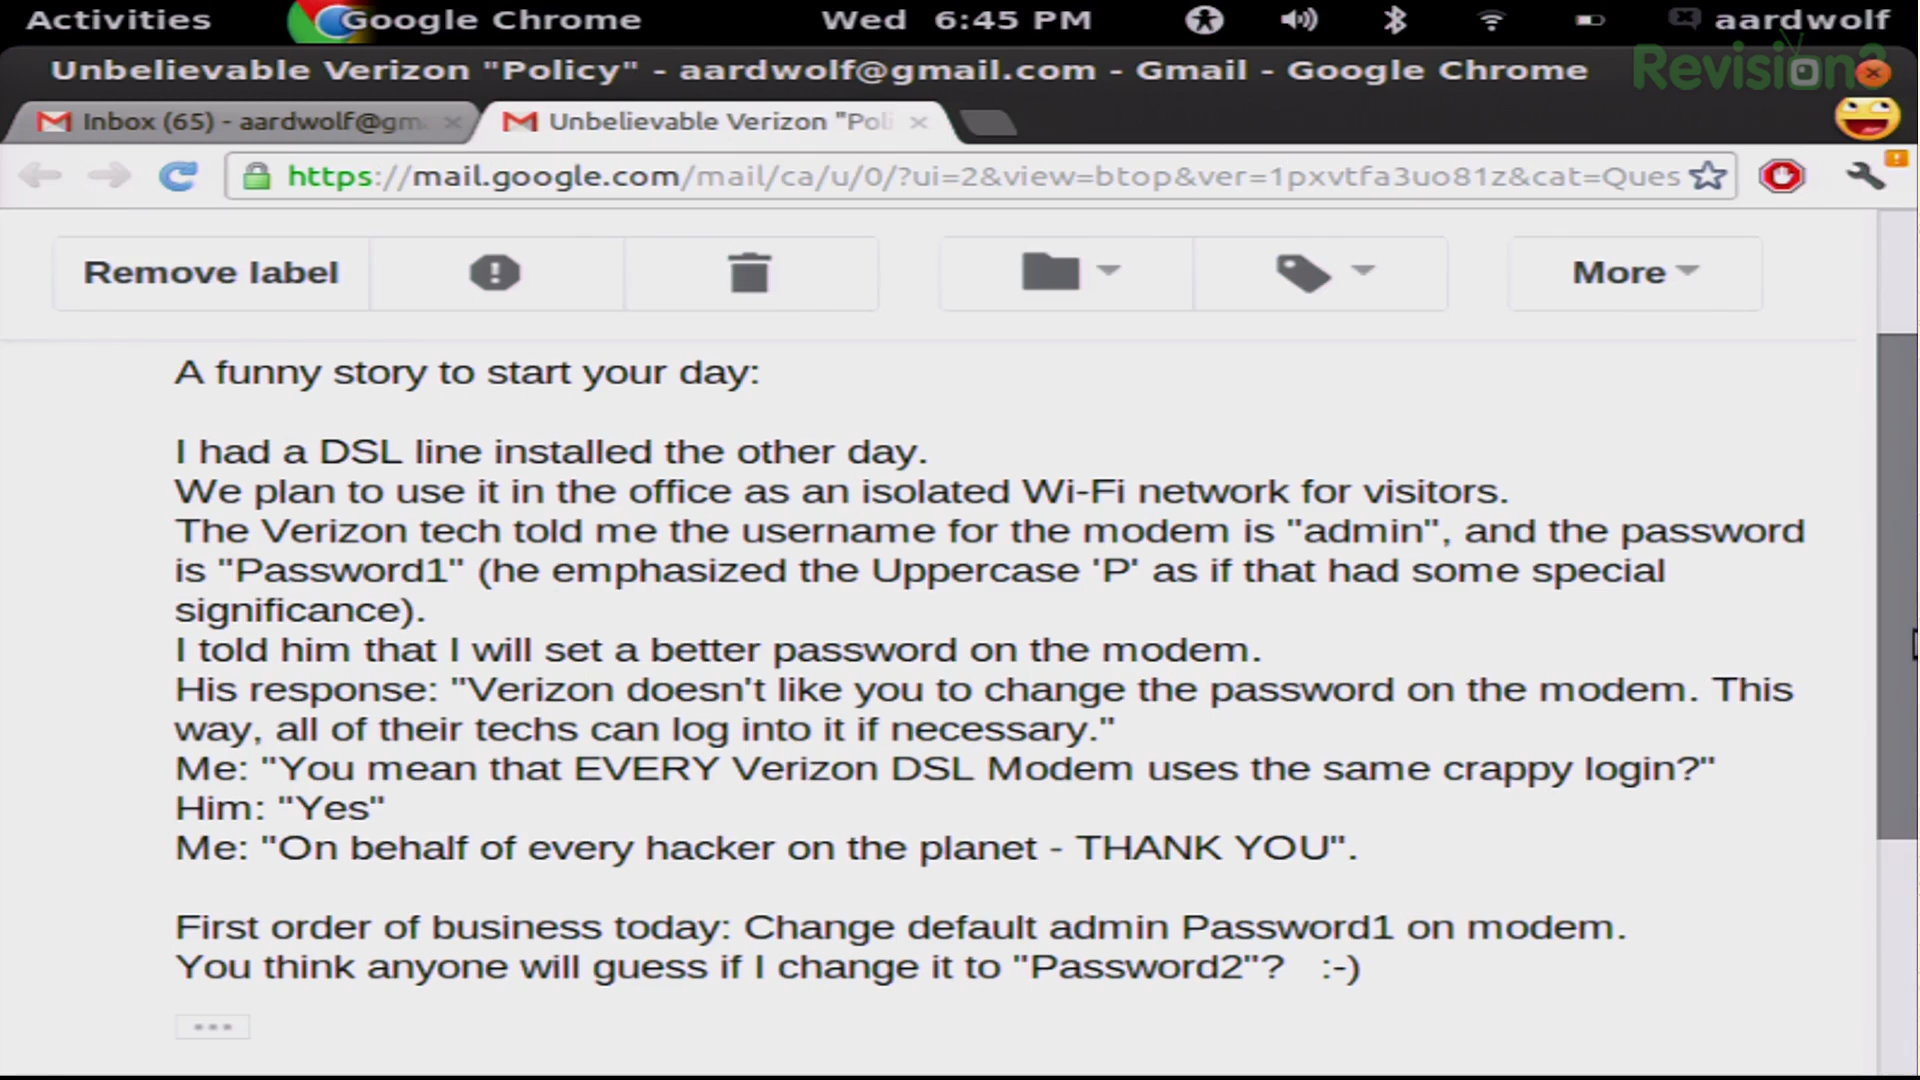 Activities Google Chrome Wed 6:45 PM aardwolf
Unbelievable Verizon "Policy" - aardwolf@gmail.com - Gmail - Google Chrome
Revision3
Inbox (65) - aardwolf@gm
Unbelievable Verizon "Poli
https://mail.google.com/mail/ca/u/0/?ui=2&view=btop&ver=1pxvtfa3uo81z&cat=Ques
Remove label
More
A funny story to start your day:
I had a DSL line installed the other day.
We plan to use it in the office as an isolated Wi-Fi network for visitors.
The Verizon tech told me the username for the modem is "admin", and the password
is "Password1" (he emphasized the Uppercase 'P' as if that had some special
significance).
I told him that I will set a better password on the modem.
His response: "Verizon doesn't like you to change the password on the modem. This
way, all of their techs can log into it if necessary."
Me: "You mean that EVERY Verizon DSL Modem uses the same crappy login?"
Him: "Yes"
Me: "On behalf of every hacker on the planet - THANK YOU".
First order of business today: Change default admin Password1 on modem.
You think anyone will guess if I change it to "Password2"? :-)